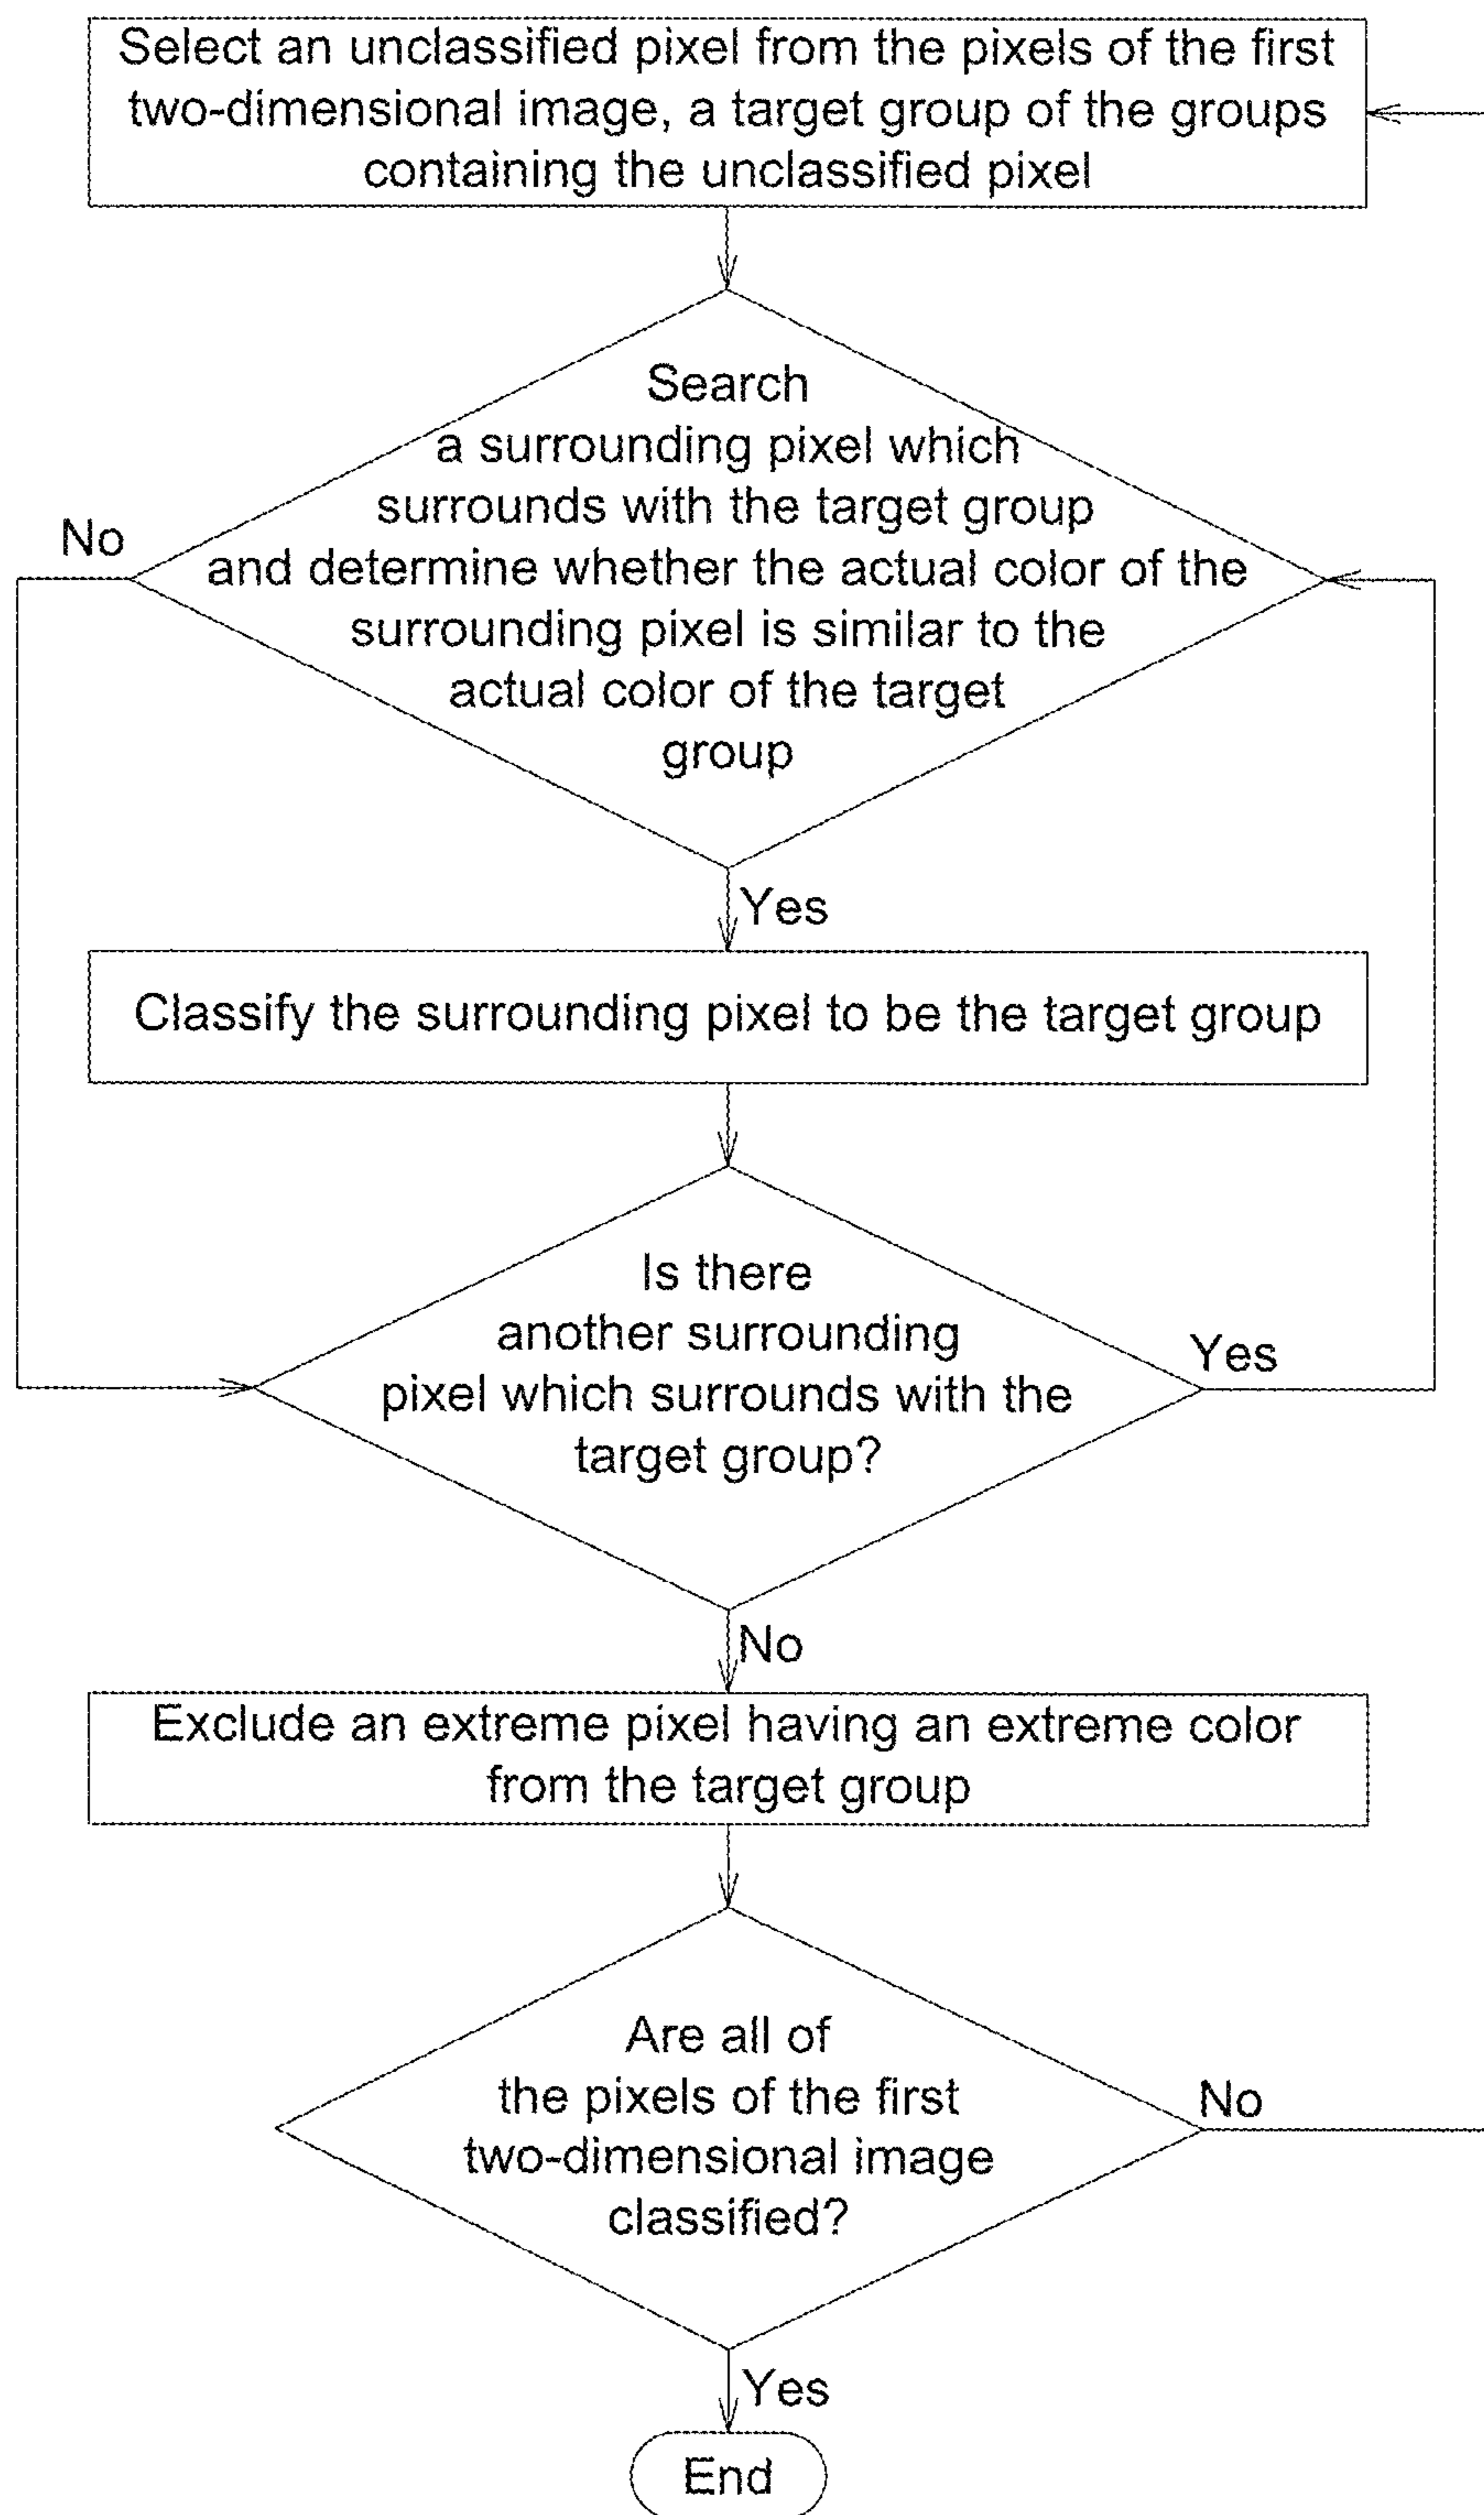 Select an unclassified pixel from the pixels of the first
two-dimensional image, a target group of the groups
containing the unclassified pixel
Search
a surrounding pixel which
surrounds with the target group
and determine whether the actual color of the
surrounding pixel is similar to the
actual color of the target
group
No
Yes
Classify the surrounding pixel to be the target group
Is there
another surrounding
pixel which surrounds with the
target group?
Yes
No
Exclude an extreme pixel having an extreme color
from the target group
Are all of
the pixels of the first
two-dimensional image
classified?
No
Yes
End